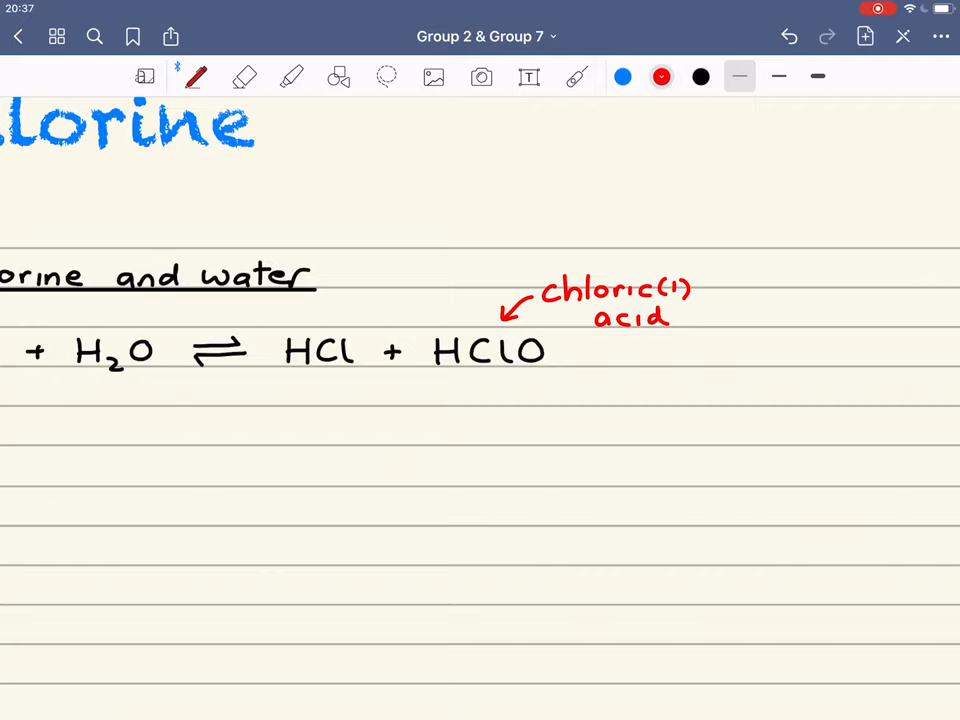 20:37
Group 2 & Group 7
T
lorine
orine and water
chloric(1)
acid
+ H₂O ⇌ HCl + HClO